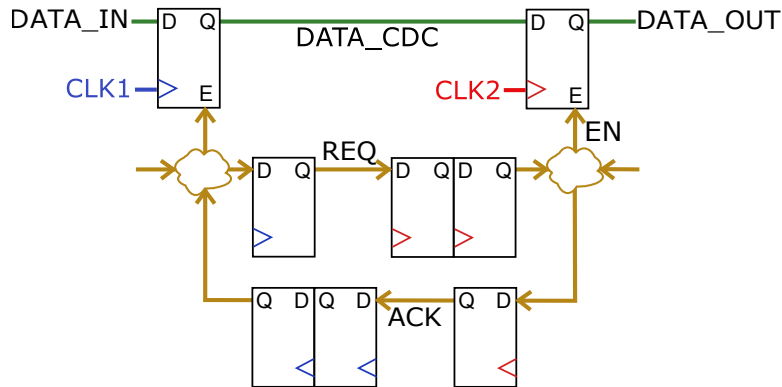 DATA_IN D Q DATA_CDC D Q DATA_OUT
CLK1 E CLK2 E
EN
REQ
D Q D Q D Q
Q D Q D ACK Q D